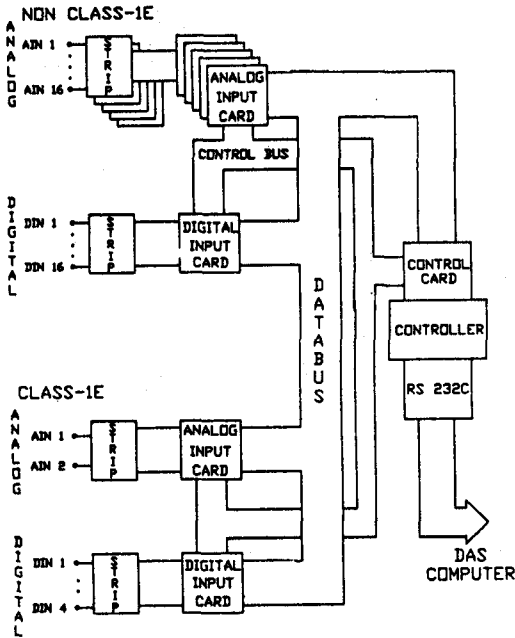 NON CLASS-1E
ANALOG
AIN 1
AIN 16
STRIP
ANALOG
INPUT
CARD
CONTROL BUS
DIGITAL
DIN 1
DIN 16
STRIP
DIGITAL
INPUT
CARD
DATABUS
CONTROL
CARD
CONTROLLER
RS 232C
CLASS-1E
ANALOG
AIN 1
AIN 2
STRIP
ANALOG
INPUT
CARD
DIGITAL
DIN 1
DIN 4
STRIP
DIGITAL
INPUT
CARD
DAS
COMPUTER